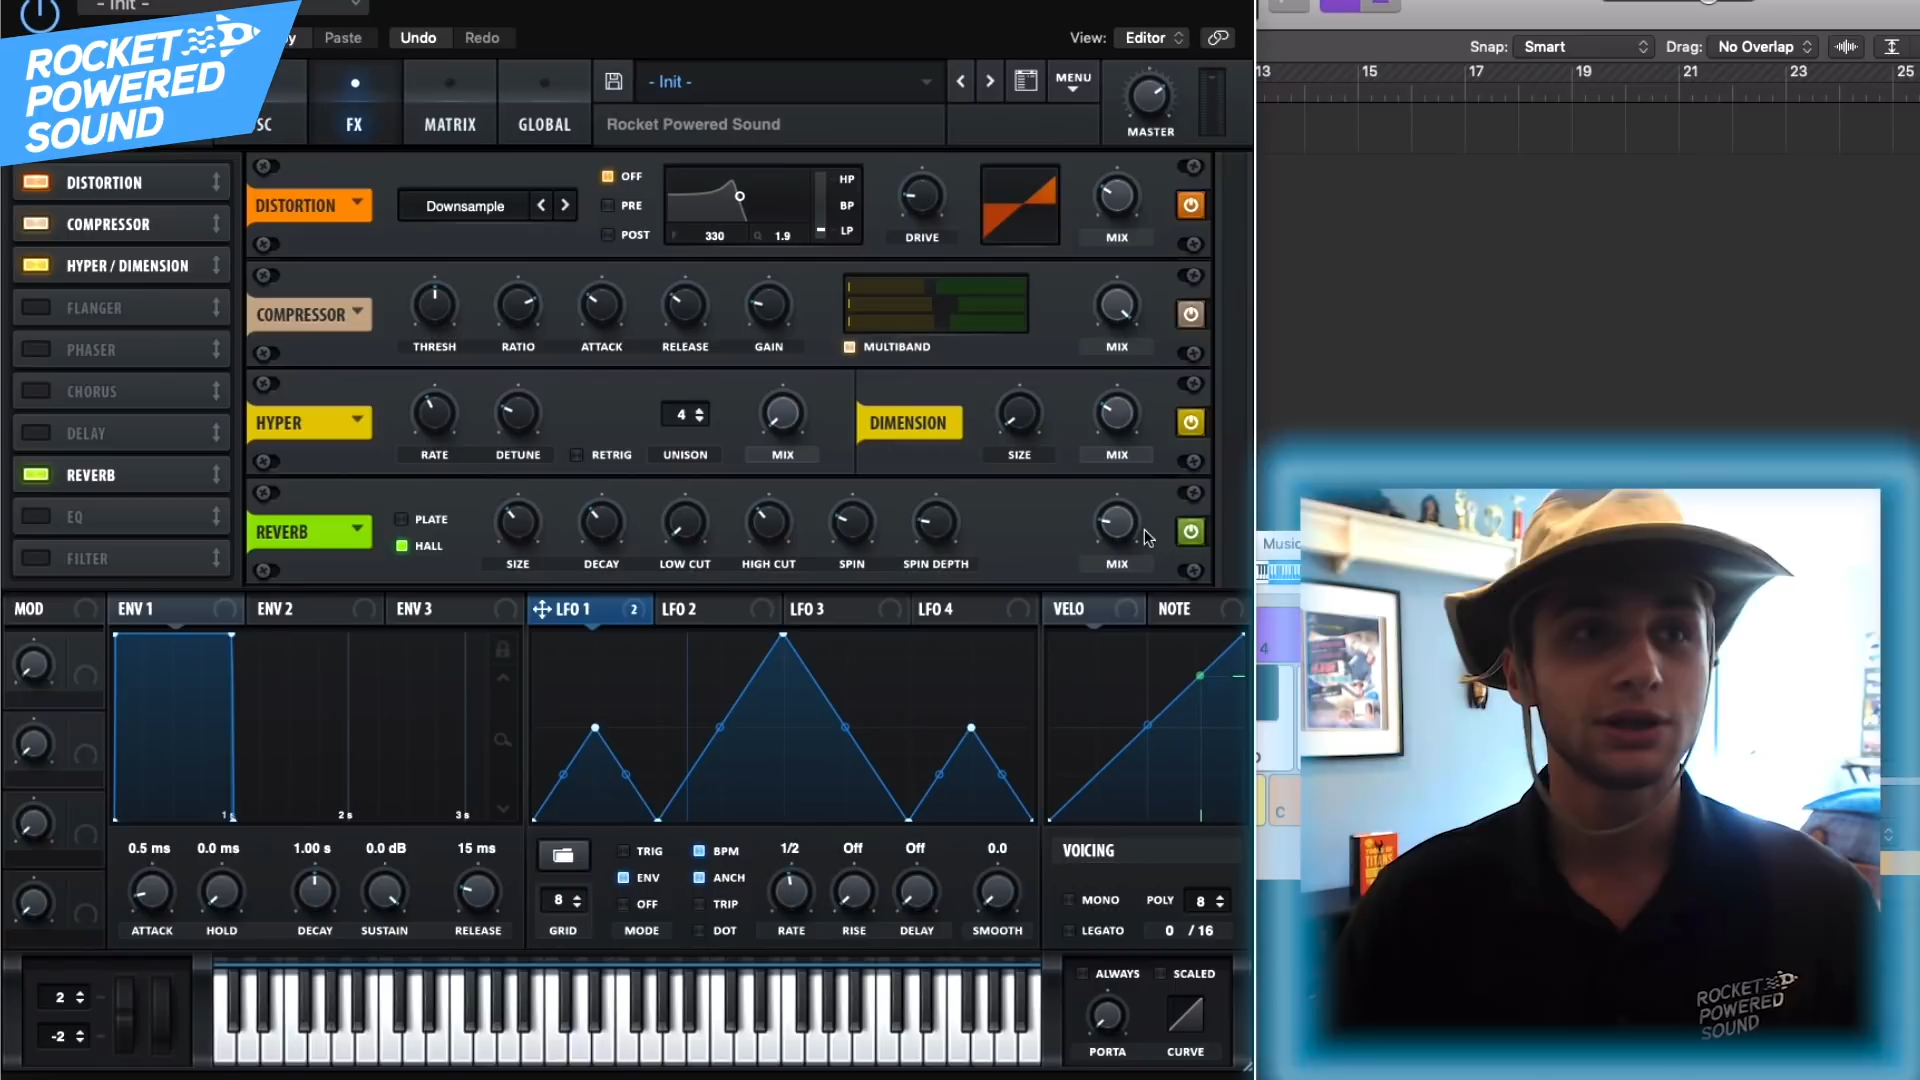 - Init -
ROCKET
POWERED
SOUND
Paste
Undo
Redo
View:
Editor
Snap:
Smart
Drag:
No Overlap
13
15
17
19
21
23
25
FX
MATRIX
GLOBAL
- Init -
Rocket Powered Sound
MENU
MASTER
DISTORTION
COMPRESSOR
HYPER / DIMENSION
FLANGER
PHASER
CHORUS
DELAY
REVERB
EQ
FILTER
DISTORTION
Downsample
OFF
PRE
POST
F
330
Q
1.9
HP
BP
LP
DRIVE
MIX
COMPRESSOR
THRESH
RATIO
ATTACK
RELEASE
GAIN
MULTIBAND
MIX
HYPER
RATE
DETUNE
RETRIG
4
UNISON
MIX
DIMENSION
SIZE
MIX
REVERB
PLATE
HALL
SIZE
DECAY
LOW CUT
HIGH CUT
SPIN
SPIN DEPTH
MIX
MOD
ENV 1
ENV 2
ENV 3
LFO 1
2
LFO 2
LFO 3
LFO 4
VELO
NOTE
2 s
3 s
0.5 ms
0.0 ms
1.00 s
0.0 dB
15 ms
ATTACK
HOLD
DECAY
SUSTAIN
RELEASE
8
GRID
TRIG
ENV
OFF
MODE
BPM
ANCH
TRIP
DOT
1/2
Off
Off
0.0
RATE
RISE
DELAY
SMOOTH
VOICING
MONO
POLY
8
LEGATO
0 / 16
2
-2
ALWAYS
SCALED
PORTA
CURVE
Music
4
C
TITANS
ROCKET
POWERED
SOUND